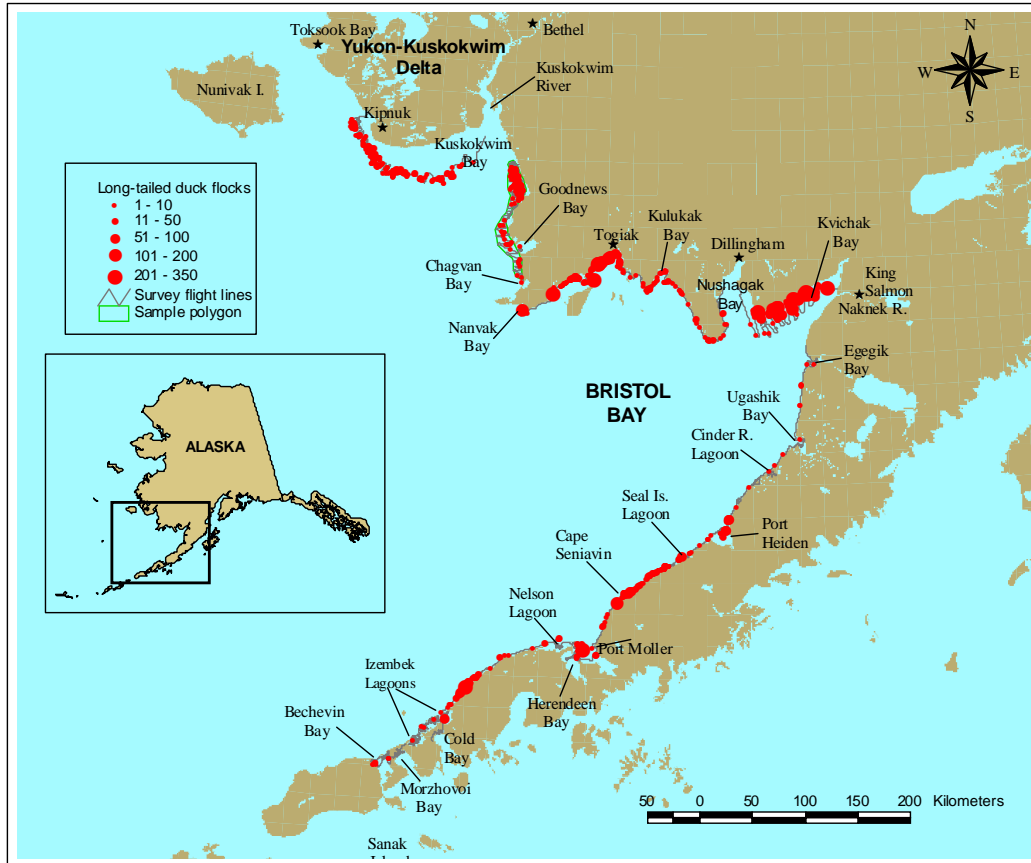 Toksook Bay
Bethel
Yukon-Kuskokwim
Delta
Kuskokwim
River
N
W
E
S
Nunivak I.
Kipnuk
Kuskokwim
Bay
Long-tailed duck flocks
1 - 10
11 - 50
51 - 100
101 - 200
201 - 350
Survey flight lines
Sample polygon
Goodnews
Bay
Togiak
Kulukak
Bay
Dillingham
Kvichak
Bay
Chagvan
Bay
Nushagak
Bay
King
Salmon
Naknek R.
Nanvak
Bay
Egegik
Bay
BRISTOL
BAY
Ugashik
Bay
Cinder R.
Lagoon
ALASKA
Seal Is.
Lagoon
Port
Heiden
Cape
Seniavin
Nelson
Lagoon
Port Moller
Izembek
Lagoons
Herendeen
Bay
Bechevin
Bay
Cold
Bay
Morzhovoi
Bay
50 0 50 100 150 200 Kilometers
Sanak